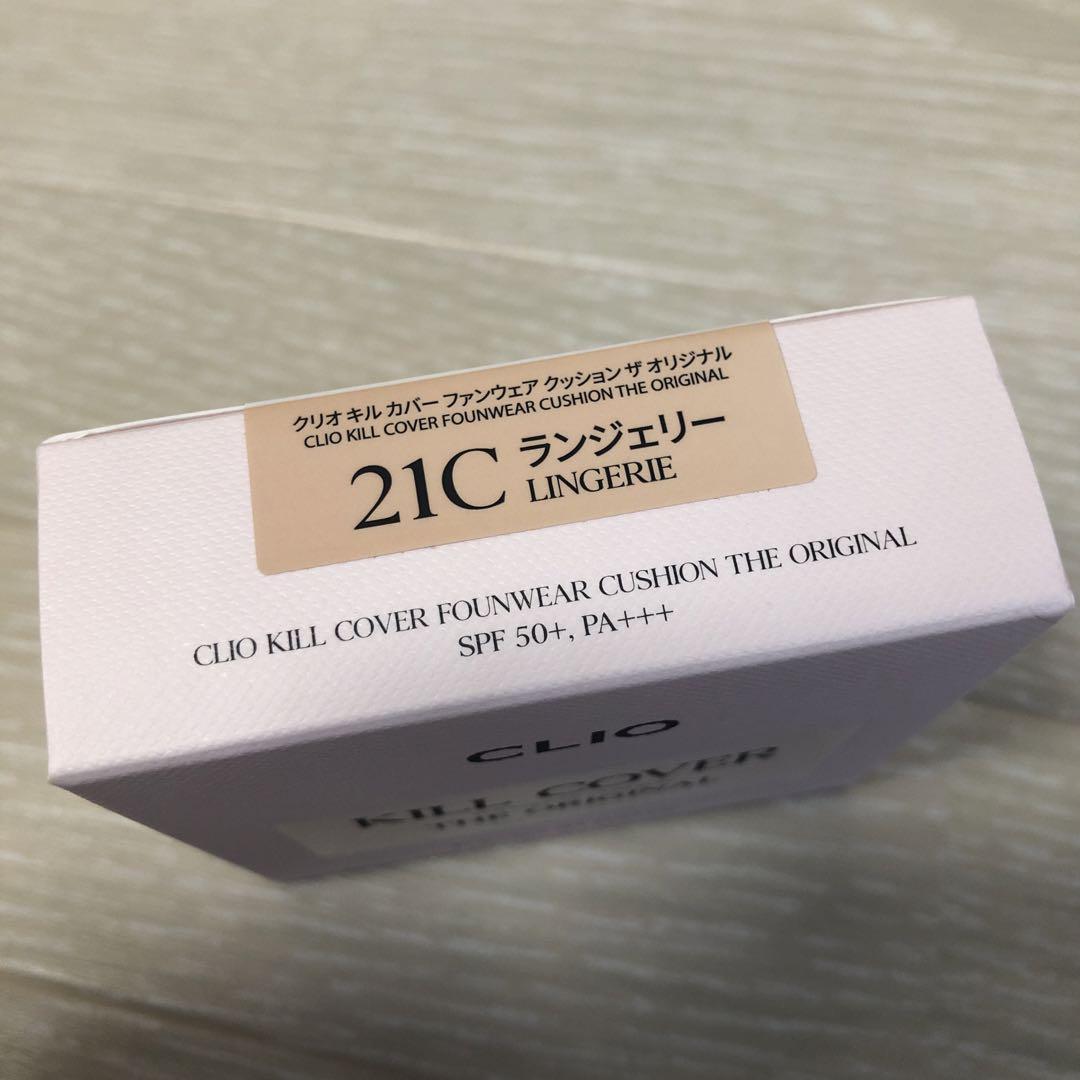 クリオ キル カバー ファンウェア クッション ザ オリジナル
CLIO KILL COVER FOUNWEAR CUSHION THE ORIGINAL
21C ランジェリー
LINGERIE
CLIO KILL COVER FOUNWEAR CUSHION THE ORIGINAL
SPF 50+, PA+++
CLIO
KILL COVER
THE ORIGINAL